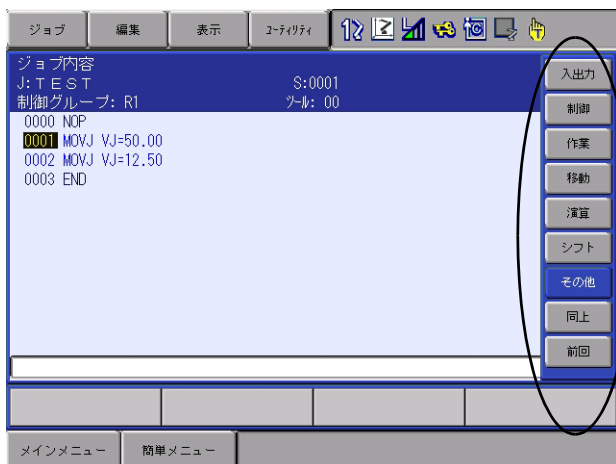 ジョブ 編集 表示 ユーティリティ
ジョブ内容
J:TEST S:0001
制御グループ: R1 ツール: 00
0000 NOP
0001 MOVJ VJ=50.00
0002 MOVJ VJ=12.50
0003 END
入出力
制御
作業
移動
演算
シフト
その他
同上
前回
メインメニュー 簡単メニュー